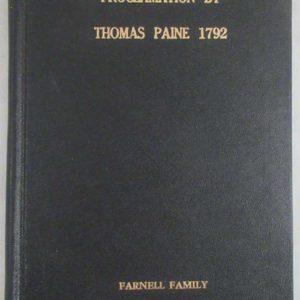 PROCLAMATION BY
THOMAS PAINE 1792
FARNELL FAMILY